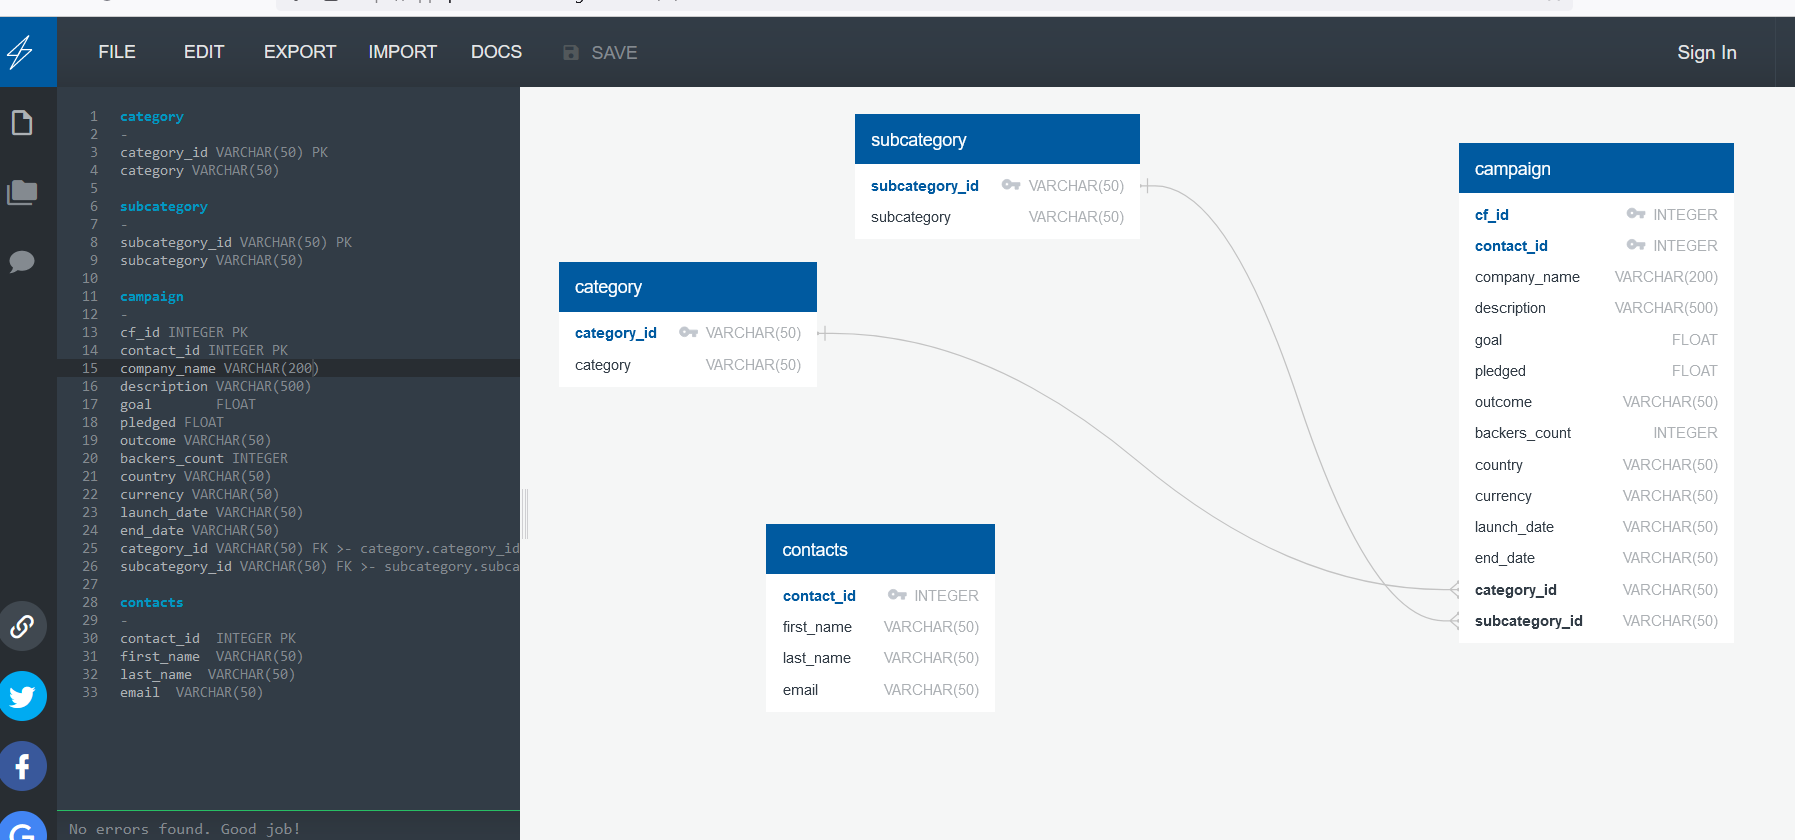 FILE EDIT EXPORT IMPORT DOCS SAVE Sign In
1 category
2 -
3 category_id VARCHAR(50) PK
4 category VARCHAR(50)
5
6 subcategory
7 -
8 subcategory_id VARCHAR(50) PK
9 subcategory VARCHAR(50)
10
11 campaign
12 -
13 cf_id INTEGER PK
14 contact_id INTEGER PK
15 company_name VARCHAR(200)
16 description VARCHAR(500)
17 goal FLOAT
18 pledged FLOAT
19 outcome VARCHAR(50)
20 backers_count INTEGER
21 country VARCHAR(50)
22 currency VARCHAR(50)
23 launch_date VARCHAR(50)
24 end_date VARCHAR(50)
25 category_id VARCHAR(50) FK >- category.category_id
26 subcategory_id VARCHAR(50) FK >- subcategory.subca
27
28 contacts
29 -
30 contact_id INTEGER PK
31 first_name VARCHAR(50)
32 last_name VARCHAR(50)
33 email VARCHAR(50)
No errors found. Good job!
subcategory
subcategory_id VARCHAR(50)
subcategory VARCHAR(50)
category
category_id VARCHAR(50)
category VARCHAR(50)
contacts
contact_id INTEGER
first_name VARCHAR(50)
last_name VARCHAR(50)
email VARCHAR(50)
campaign
cf_id INTEGER
contact_id INTEGER
company_name VARCHAR(200)
description VARCHAR(500)
goal FLOAT
pledged FLOAT
outcome VARCHAR(50)
backers_count INTEGER
country VARCHAR(50)
currency VARCHAR(50)
launch_date VARCHAR(50)
end_date VARCHAR(50)
category_id VARCHAR(50)
subcategory_id VARCHAR(50)